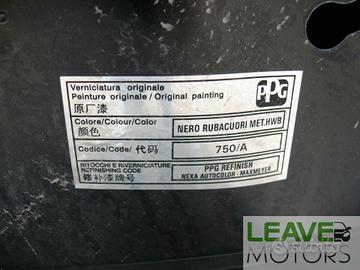 Verniciatura originale
Peinture originale / Original painting
原厂漆
PPG
Colore/Colour/Color
颜色
NERO RUBACUORI MET.HWB
Codice/Code/ 代码
750/A
RITOCCHI E RIVERNICIATURE
REFINISHING CODE
修补漆牌号
PPG REFINISH
NEXA AUTOCOLOR - MAXMEYER
LEAVE
MOTORS